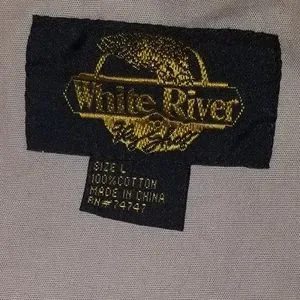 White River
SIZE L
100% COTTON
MADE IN CHINA
RN# 74747